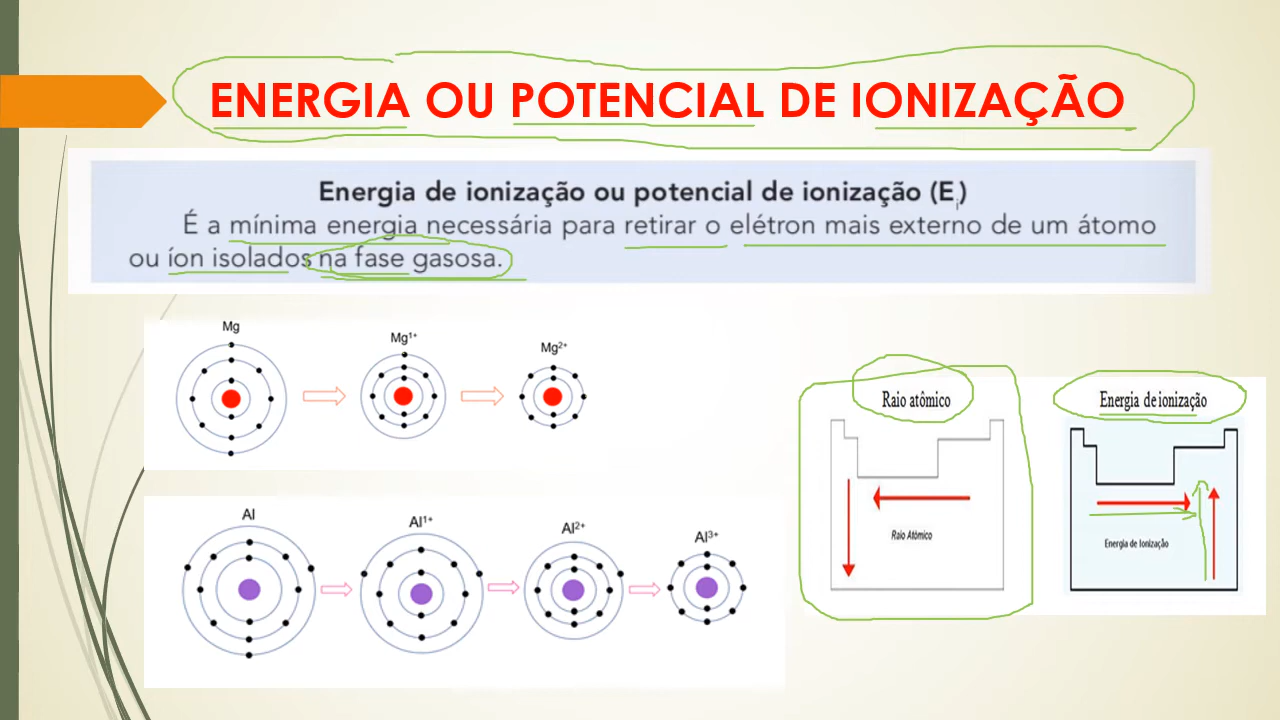 ENERGIA OU POTENCIAL DE IONIZAÇÃO
Energia de ionização ou potencial de ionização (Ei)
É a mínima energia necessária para retirar o elétron mais externo de um átomo
ou íon isolados na fase gasosa.
Mg
Mg¹⁺
Mg²⁺
Al
Al¹⁺
Al²⁺
Al³⁺
Raio atômico
Raio Atômico
Energia de ionização
Energia de Ionização